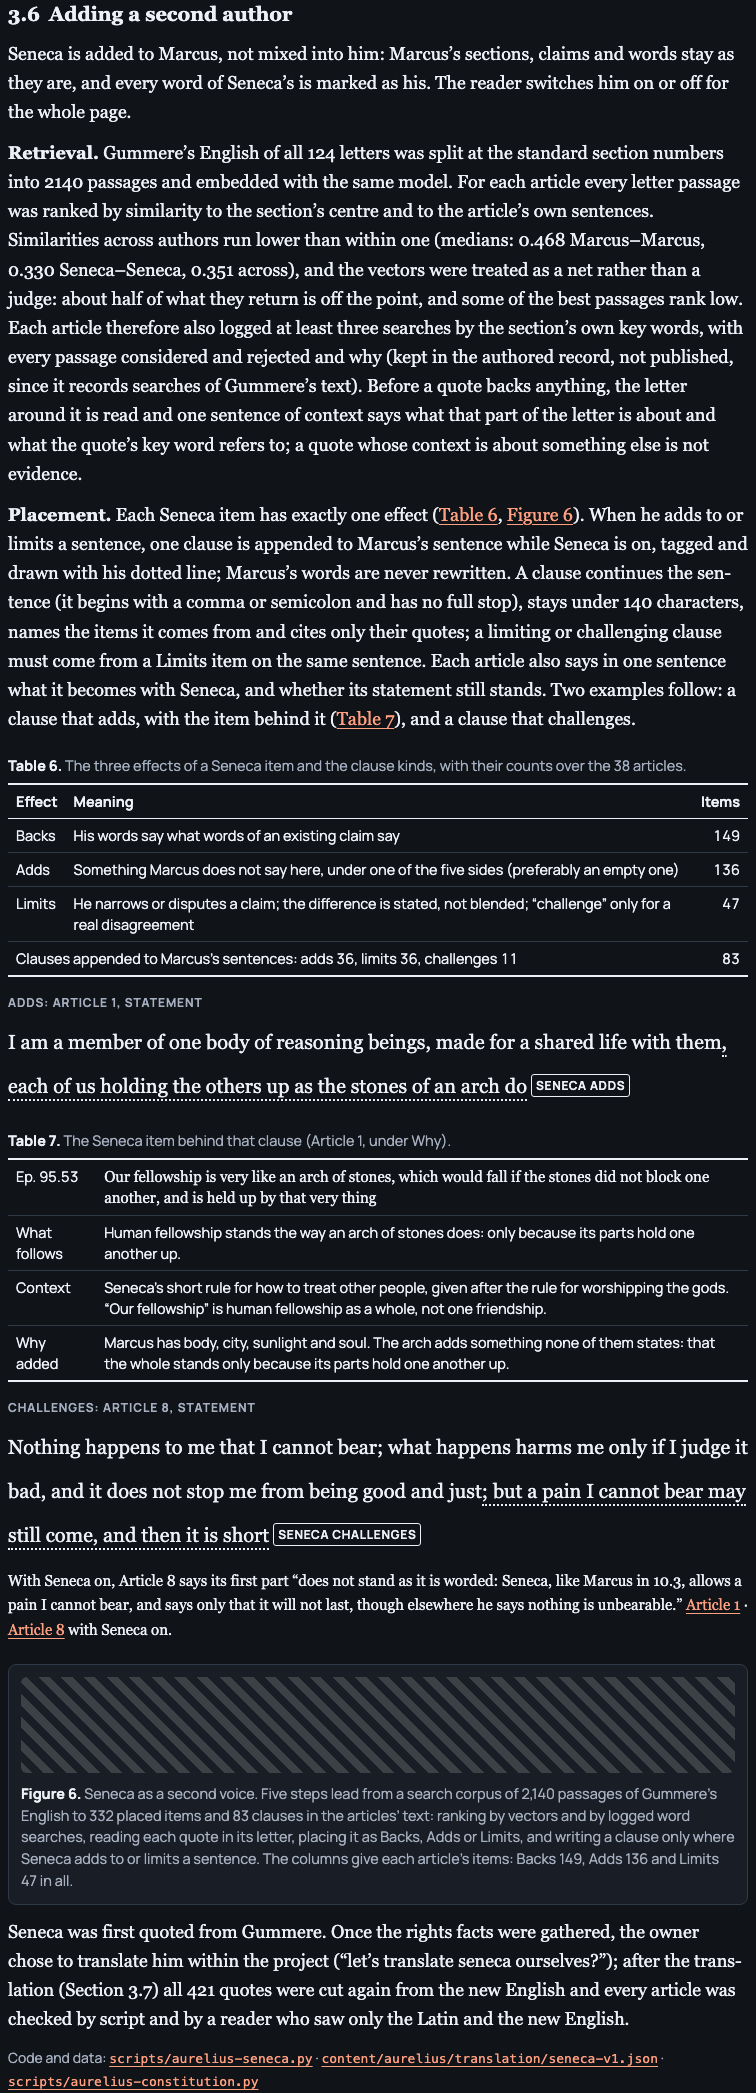 3.6 Adding a second author
Seneca is added to Marcus, not mixed into him: Marcus's sections, claims and words stay as
they are, and every word of Seneca's is marked as his. The reader switches him on or off for
the whole page.
Retrieval. Gummere's English of all 124 letters was split at the standard section numbers
into 2140 passages and embedded with the same model. For each article every letter passage
was ranked by similarity to the section's centre and to the article's own sentences.
Similarities across authors run lower than within one (medians: 0.468 Marcus–Marcus,
0.330 Seneca–Seneca, 0.351 across), and the vectors were treated as a net rather than a
judge: about half of what they return is off the point, and some of the best passages rank low.
Each article therefore also logged at least three searches by the section's own key words, with
every passage considered and rejected and why (kept in the authored record, not published,
since it records searches of Gummere's text). Before a quote backs anything, the letter
around it is read and one sentence of context says what that part of the letter is about and
what the quote's key word refers to; a quote whose context is about something else is not
evidence.
Placement. Each Seneca item has exactly one effect (Table 6, Figure 6). When he adds to or
limits a sentence, one clause is appended to Marcus's sentence while Seneca is on, tagged and
drawn with his dotted line; Marcus's words are never rewritten. A clause continues the sen-
tence (it begins with a comma or semicolon and has no full stop), stays under 140 characters,
names the items it comes from and cites only their quotes; a limiting or challenging clause
must come from a Limits item on the same sentence. Each article also says in one sentence
what it becomes with Seneca, and whether its statement still stands. Two examples follow: a
clause that adds, with the item behind it (Table 7), and a clause that challenges.
Table 6. The three effects of a Seneca item and the clause kinds, with their counts over the 38 articles.
Effect Meaning Items
Backs His words say what words of an existing claim say 149
Adds Something Marcus does not say here, under one of the five sides (preferably an empty one) 136
Limits He narrows or disputes a claim; the difference is stated, not blended; “challenge” only for a 47
real disagreement
Clauses appended to Marcus's sentences: adds 36, limits 36, challenges 11 83
ADDS: ARTICLE 1, STATEMENT
I am a member of one body of reasoning beings, made for a shared life with them,
each of us holding the others up as the stones of an arch do SENECA ADDS
Table 7. The Seneca item behind that clause (Article 1, under Why).
Ep. 95.53 Our fellowship is very like an arch of stones, which would fall if the stones did not block one
another, and is held up by that very thing
What Human fellowship stands the way an arch of stones does: only because its parts hold one
follows another up.
Context Seneca's short rule for how to treat other people, given after the rule for worshipping the gods.
“Our fellowship” is human fellowship as a whole, not one friendship.
Why Marcus has body, city, sunlight and soul. The arch adds something none of them states: that
added the whole stands only because its parts hold one another up.
CHALLENGES: ARTICLE 8, STATEMENT
Nothing happens to me that I cannot bear; what happens harms me only if I judge it
bad, and it does not stop me from being good and just; but a pain I cannot bear may
still come, and then it is short SENECA CHALLENGES
With Seneca on, Article 8 says its first part “does not stand as it is worded: Seneca, like Marcus in 10.3, allows a
pain I cannot bear, and says only that it will not last, though elsewhere he says nothing is unbearable.” Article 1 ·
Article 8 with Seneca on.
Figure 6. Seneca as a second voice. Five steps lead from a search corpus of 2,140 passages of Gummere's
English to 332 placed items and 83 clauses in the articles' text: ranking by vectors and by logged word
searches, reading each quote in its letter, placing it as Backs, Adds or Limits, and writing a clause only where
Seneca adds to or limits a sentence. The columns give each article's items: Backs 149, Adds 136 and Limits
47 in all.
Seneca was first quoted from Gummere. Once the rights facts were gathered, the owner
chose to translate him within the project (“let's translate seneca ourselves?”); after the trans-
lation (Section 3.7) all 421 quotes were cut again from the new English and every article was
checked by script and by a reader who saw only the Latin and the new English.
Code and data: scripts/aurelius-seneca.py · content/aurelius/translation/seneca-v1.json ·
scripts/aurelius-constitution.py